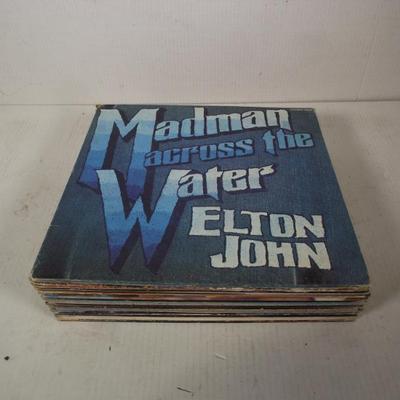 Madman
across the
Water
ELTON
JOHN